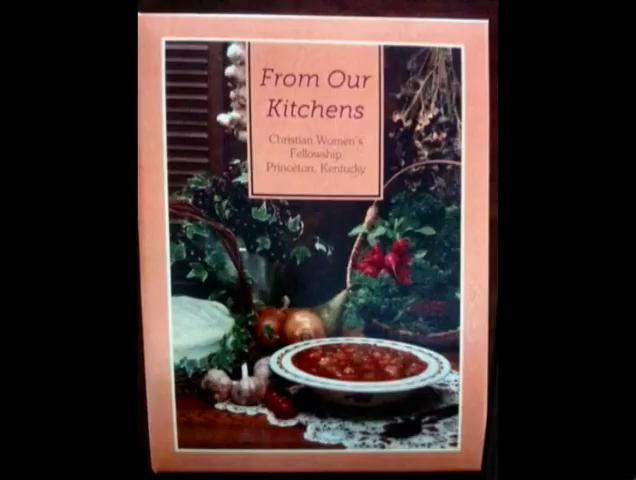 From Our
Kitchens
Christian Women's
Fellowship
Princeton, Kentucky